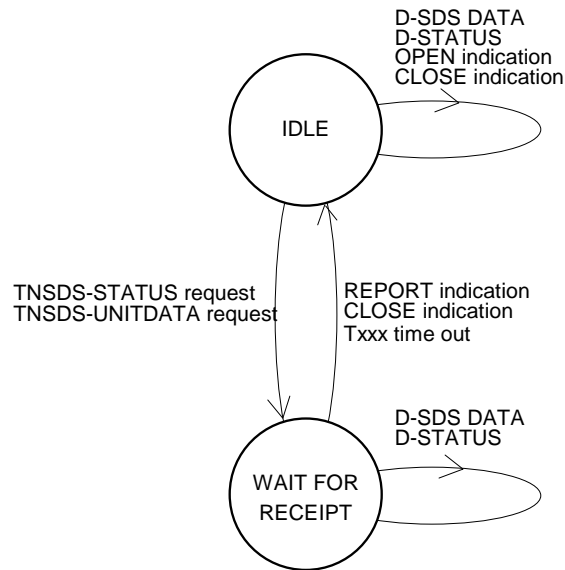 D-SDS DATA
D-STATUS
OPEN indication
CLOSE indication
IDLE
TNSDS-STATUS request
TNSDS-UNITDATA request
REPORT indication
CLOSE indication
Txxx time out
D-SDS DATA
D-STATUS
WAIT FOR
RECEIPT